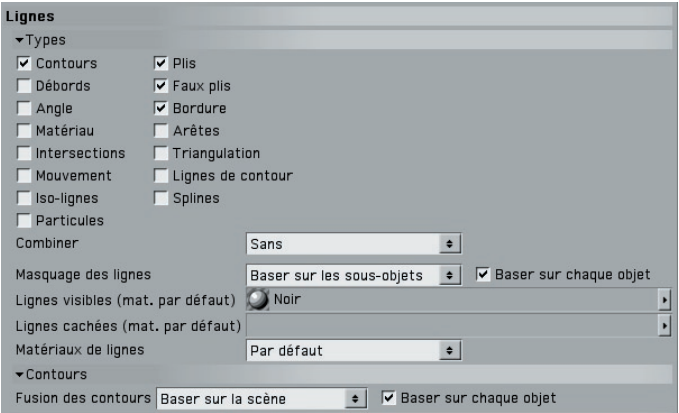 Lignes
Types
Contours Plis
Débords Faux plis
Angle Bordure
Matériau Arêtes
Intersections Triangulation
Mouvement Lignes de contour
Iso-lignes Splines
Particules
Combiner Sans
Masquage des lignes Baser sur les sous-objets Baser sur chaque objet
Lignes visibles (mat. par défaut) Noir
Lignes cachées (mat. par défaut)
Matériaux de lignes Par défaut
Contours
Fusion des contours Baser sur la scène Baser sur chaque objet